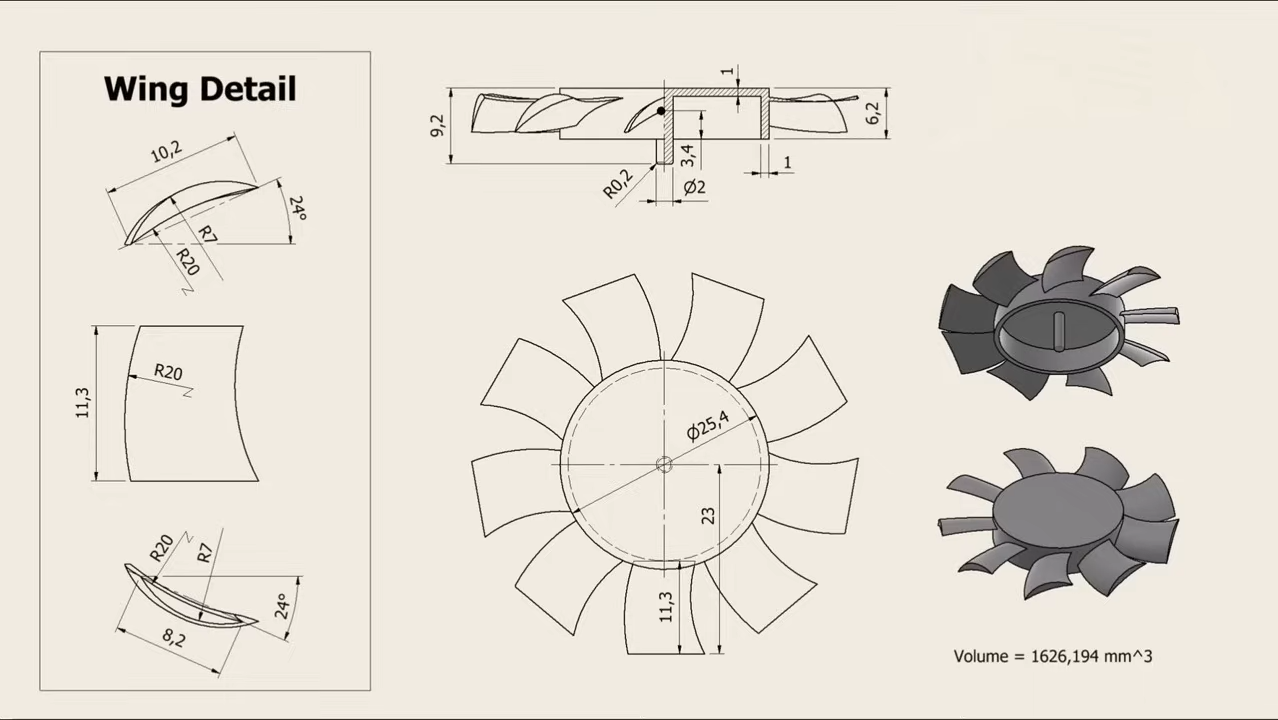 Wing Detail
10,2
24°
R7
R20
11,3
R20
R20
R7
24°
8,2
1
9,2
6,2
3,4
1
R0,2
Ø2
Ø25,4
23
11,3
Volume = 1626,194 mm^3